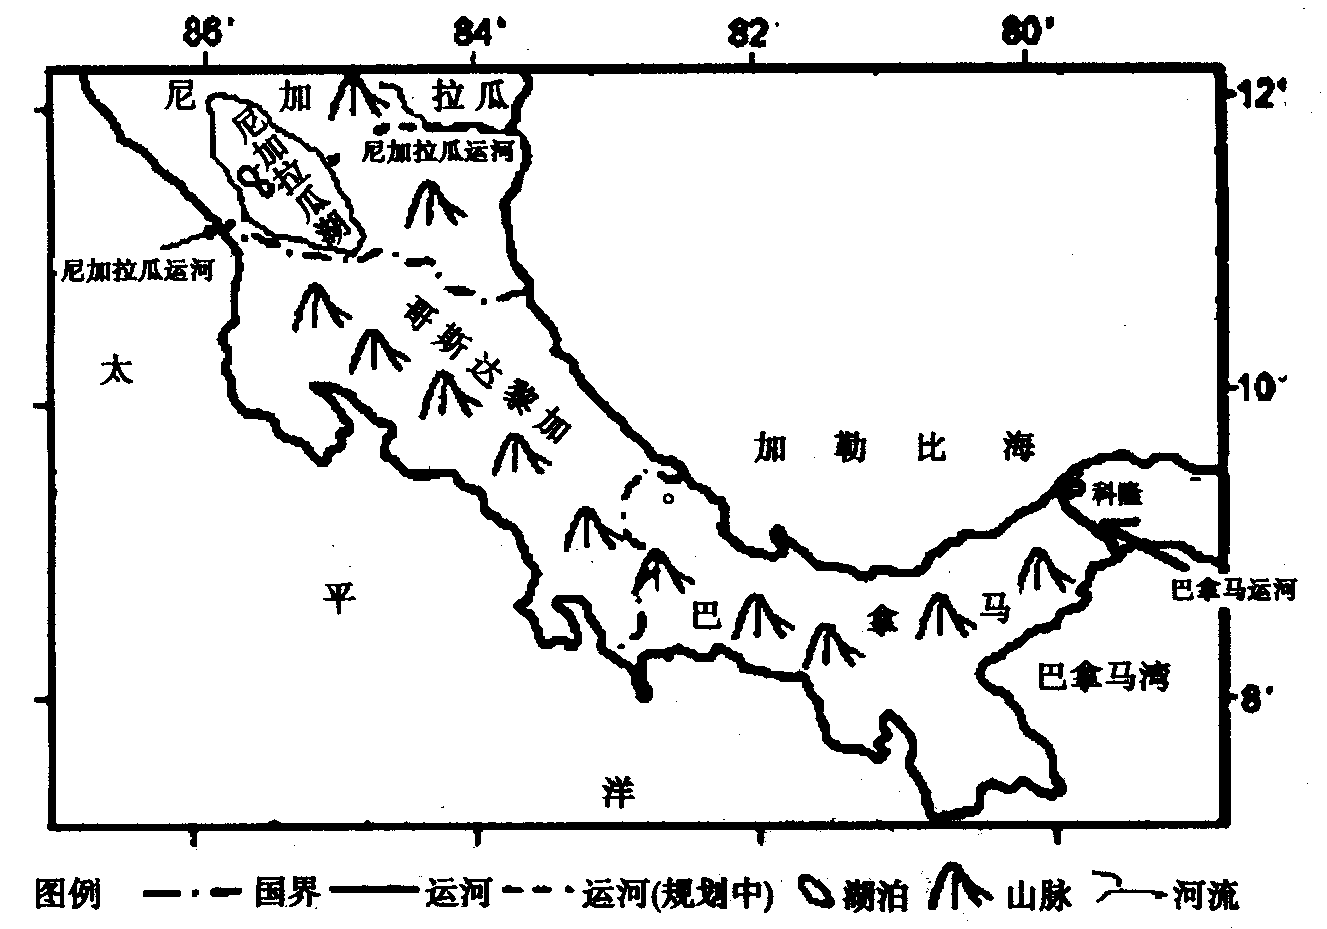 86° 84° 82° 80°
尼 加 拉 瓜
12°
尼加拉瓜湖
尼加拉瓜运河
尼加拉瓜运河
哥斯达黎加
太
10°
加 勒 比 海
科隆
巴拿马运河
平
巴 拿 马
巴拿马湾
8°
洋
图例 国界 运河 运河(规划中) 湖泊 山脉 河流